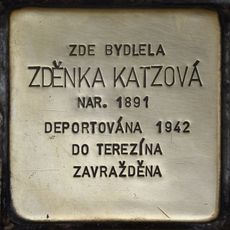 ZDE BYDLELA
ZDĚNKA KATZOVÁ
NAR. 1891
DEPORTOVÁNA 1942
DO TEREZÍNA
ZAVRAŽDĚNA